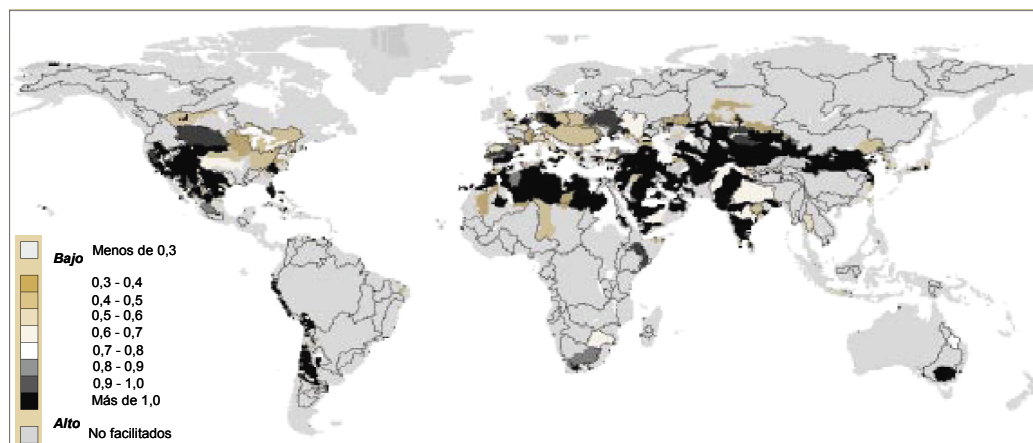 Bajo Menos de 0,3
0,3 - 0,4
0,4 - 0,5
0,5 - 0,6
0,6 - 0,7
0,7 - 0,8
0,8 - 0,9
0,9 - 1,0
Más de 1,0
Alto No facilitados